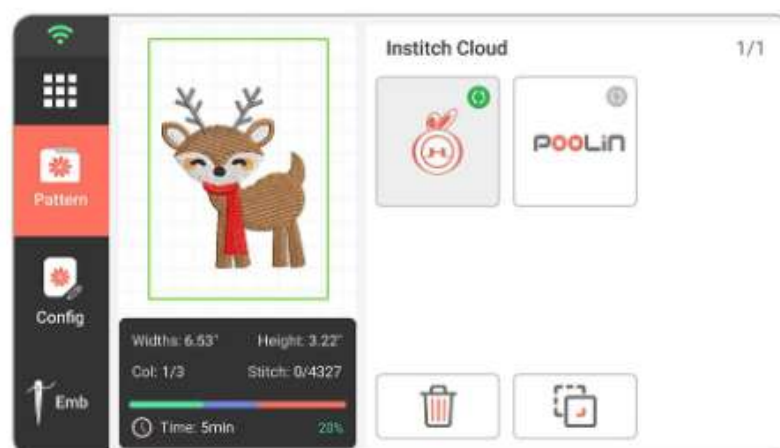 Institch Cloud 1/1
POOLIN
Pattern
Config
Emb
Widths: 6.53" Height: 3.22"
Col: 1/3 Stitch: 0/4327
Time: 5min 20%